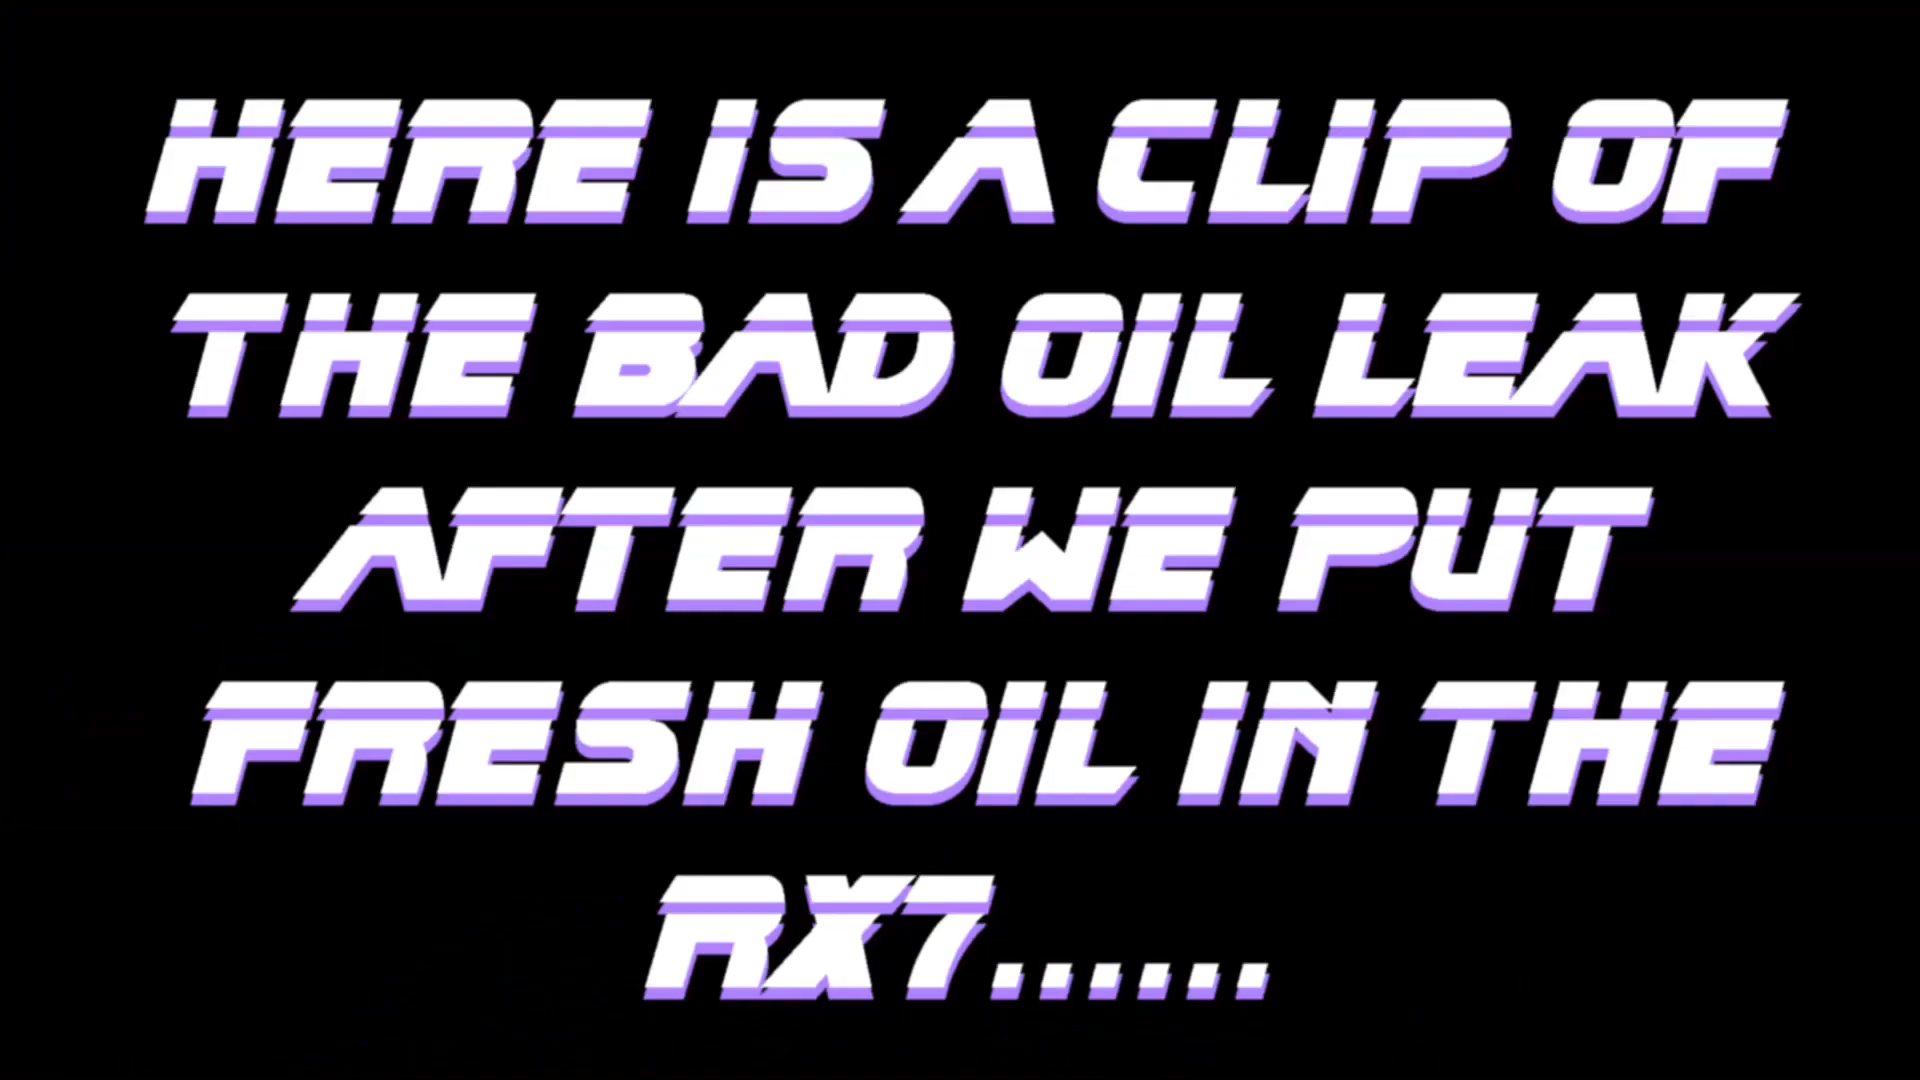 HERE IS A CLIP OF
THE BAD OIL LEAK
AFTER WE PUT
FRESH OIL IN THE
RX7......